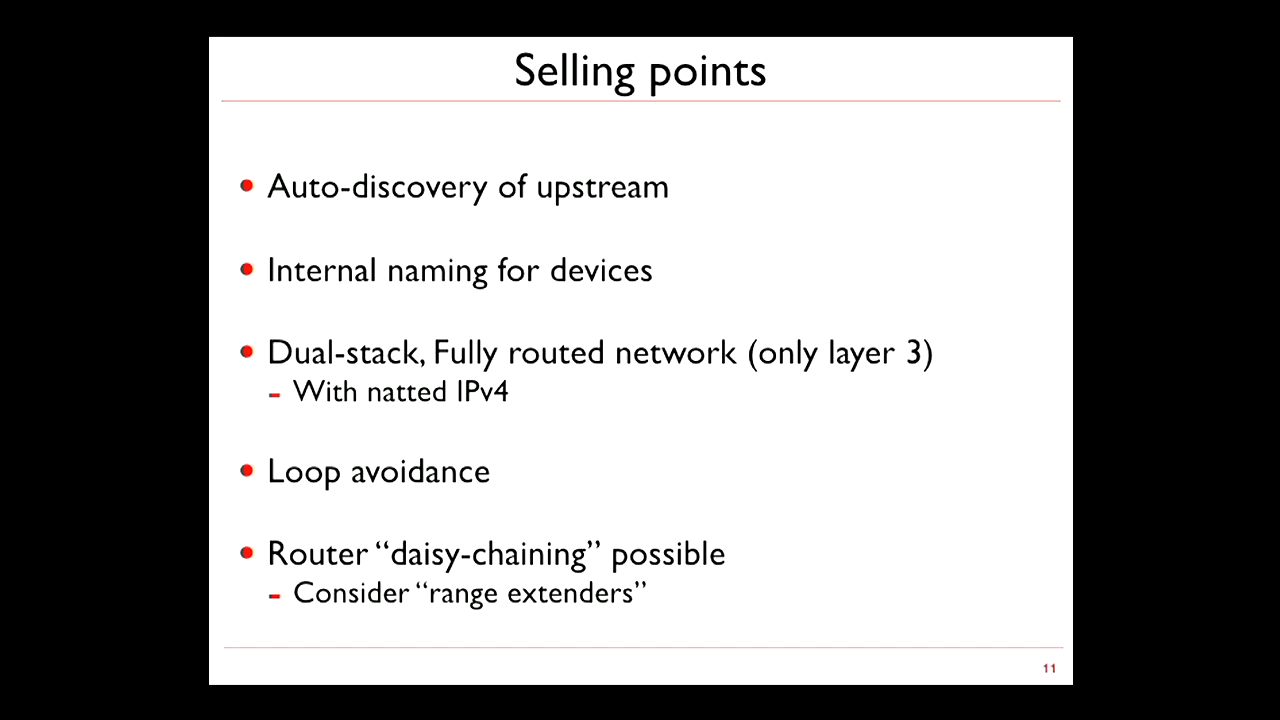 Selling points
• Auto-discovery of upstream
• Internal naming for devices
• Dual-stack, Fully routed network (only layer 3)
- With natted IPv4
• Loop avoidance
• Router “daisy-chaining” possible
- Consider “range extenders”
11